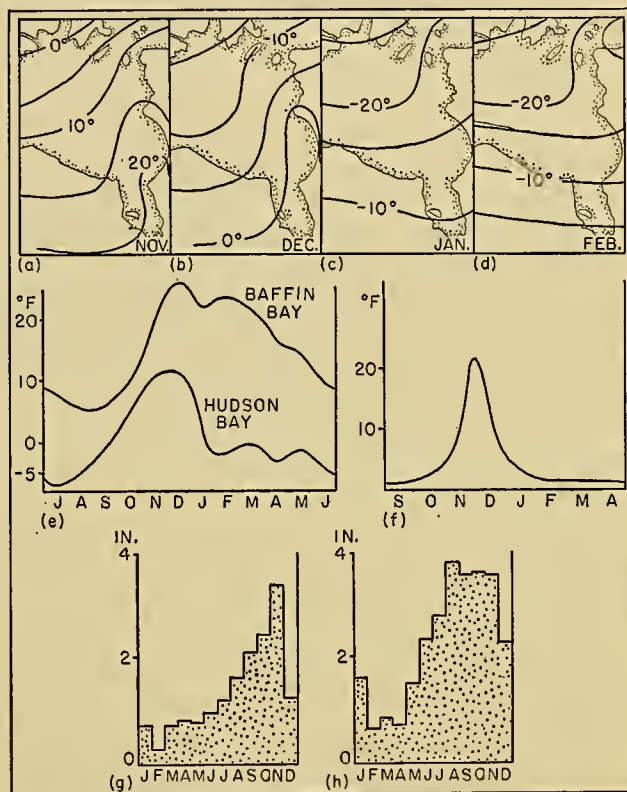 0°
10°
20°
NOV.
(a)
-10°
0°
DEC.
(b)
-20°
-10°
JAN.
(c)
-20°
-10°
FEB.
(d)
°F
20
10
0
-5
BAFFIN
BAY
HUDSON
BAY
J A S O N D J F M A M J
(e)
°F
20
10
S O N D J F M A
(f)
IN.
4
2
0
J F M A M J J A S O N D
(g)
IN.
4
2
0
J F M A M J J A S O N D
(h)